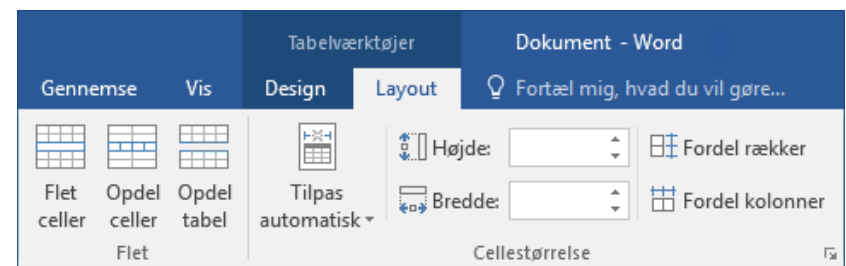 Tabelværktøjer
Dokument - Word
Gennemse
Vis
Design
Layout
Fortæl mig, hvad du vil gøre...
Flet
celler
Opdel
celler
Opdel
tabel
Flet
Tilpas
automatisk
Højde:
Bredde:
Fordel rækker
Fordel kolonner
Cellestørrelse